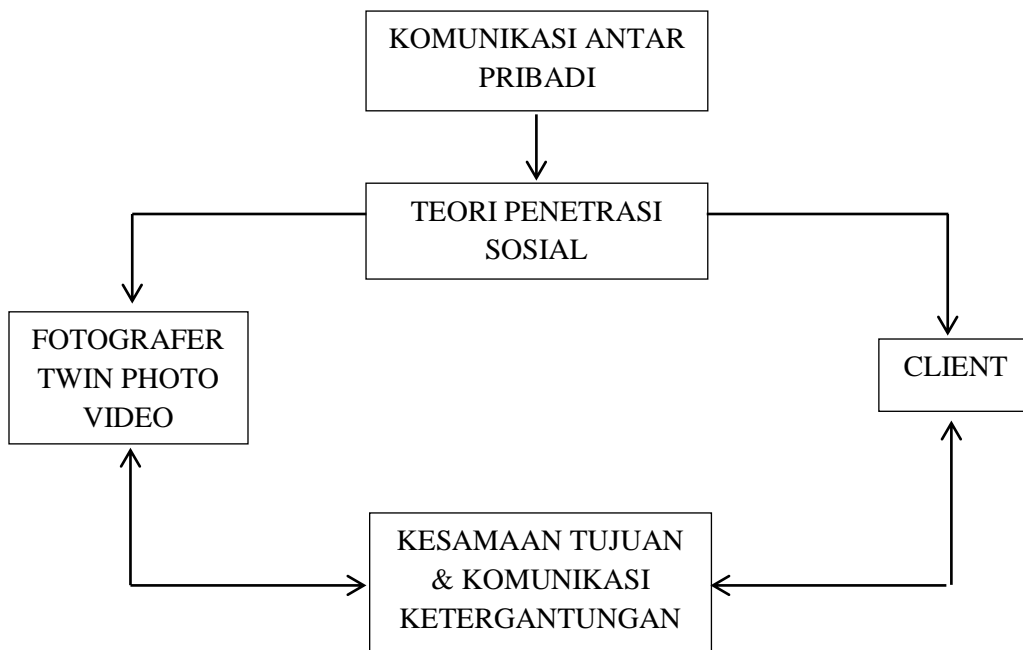 KOMUNIKASI ANTAR
PRIBADI
TEORI PENETRASI
SOSIAL
FOTOGRAFER
TWIN PHOTO
VIDEO
CLIENT
KESAMAAN TUJUAN
& KOMUNIKASI
KETERGANTUNGAN